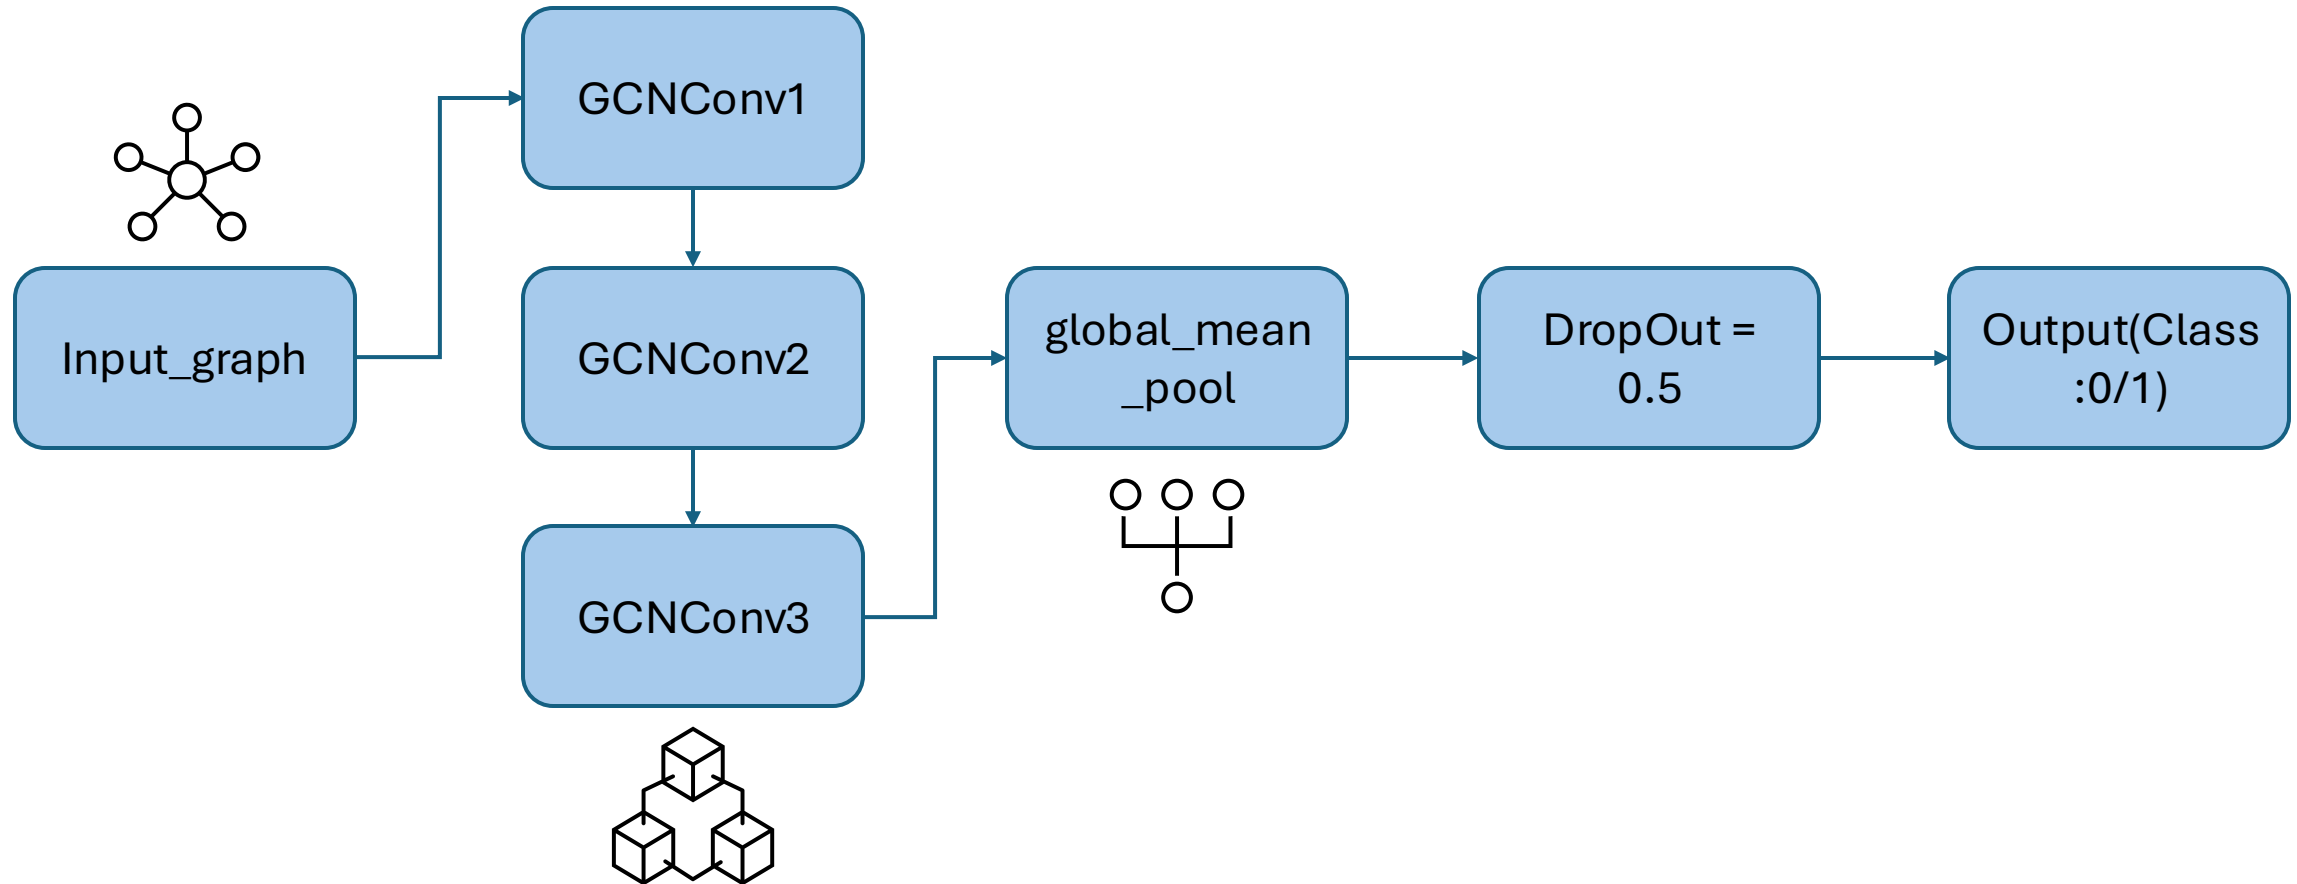 Input_graph
GCNConv1
GCNConv2
GCNConv3
global_mean
_pool
DropOut =
0.5
Output(Class
:0/1)